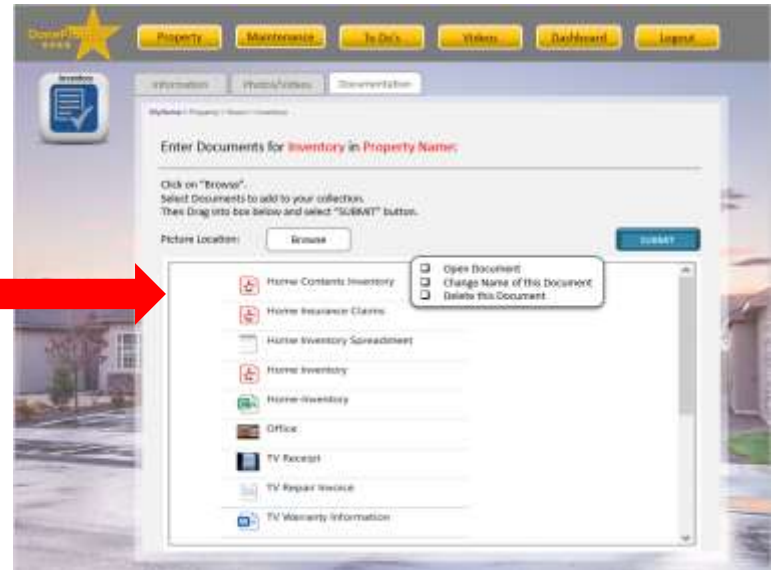 Property
Maintenance
To Do's
Videos
Dashboard
Logout
Inventory
Information
Photos/Videos
Documentation
Enter Documents for Inventory in Property Name:
Click on "Browse".
Select Documents to add to your collection.
Then Drag into box below and select "SUBMIT" button.
Picture Location:
Browse
SUBMIT
Open Document
Change Name of this Document
Delete this Document
Home Contents Inventory
Home Insurance Claims
Home Inventory Spreadsheet
Home Inventory
Home-Inventory
Office
TV Receipt
TV Repair Invoice
TV Warranty Information